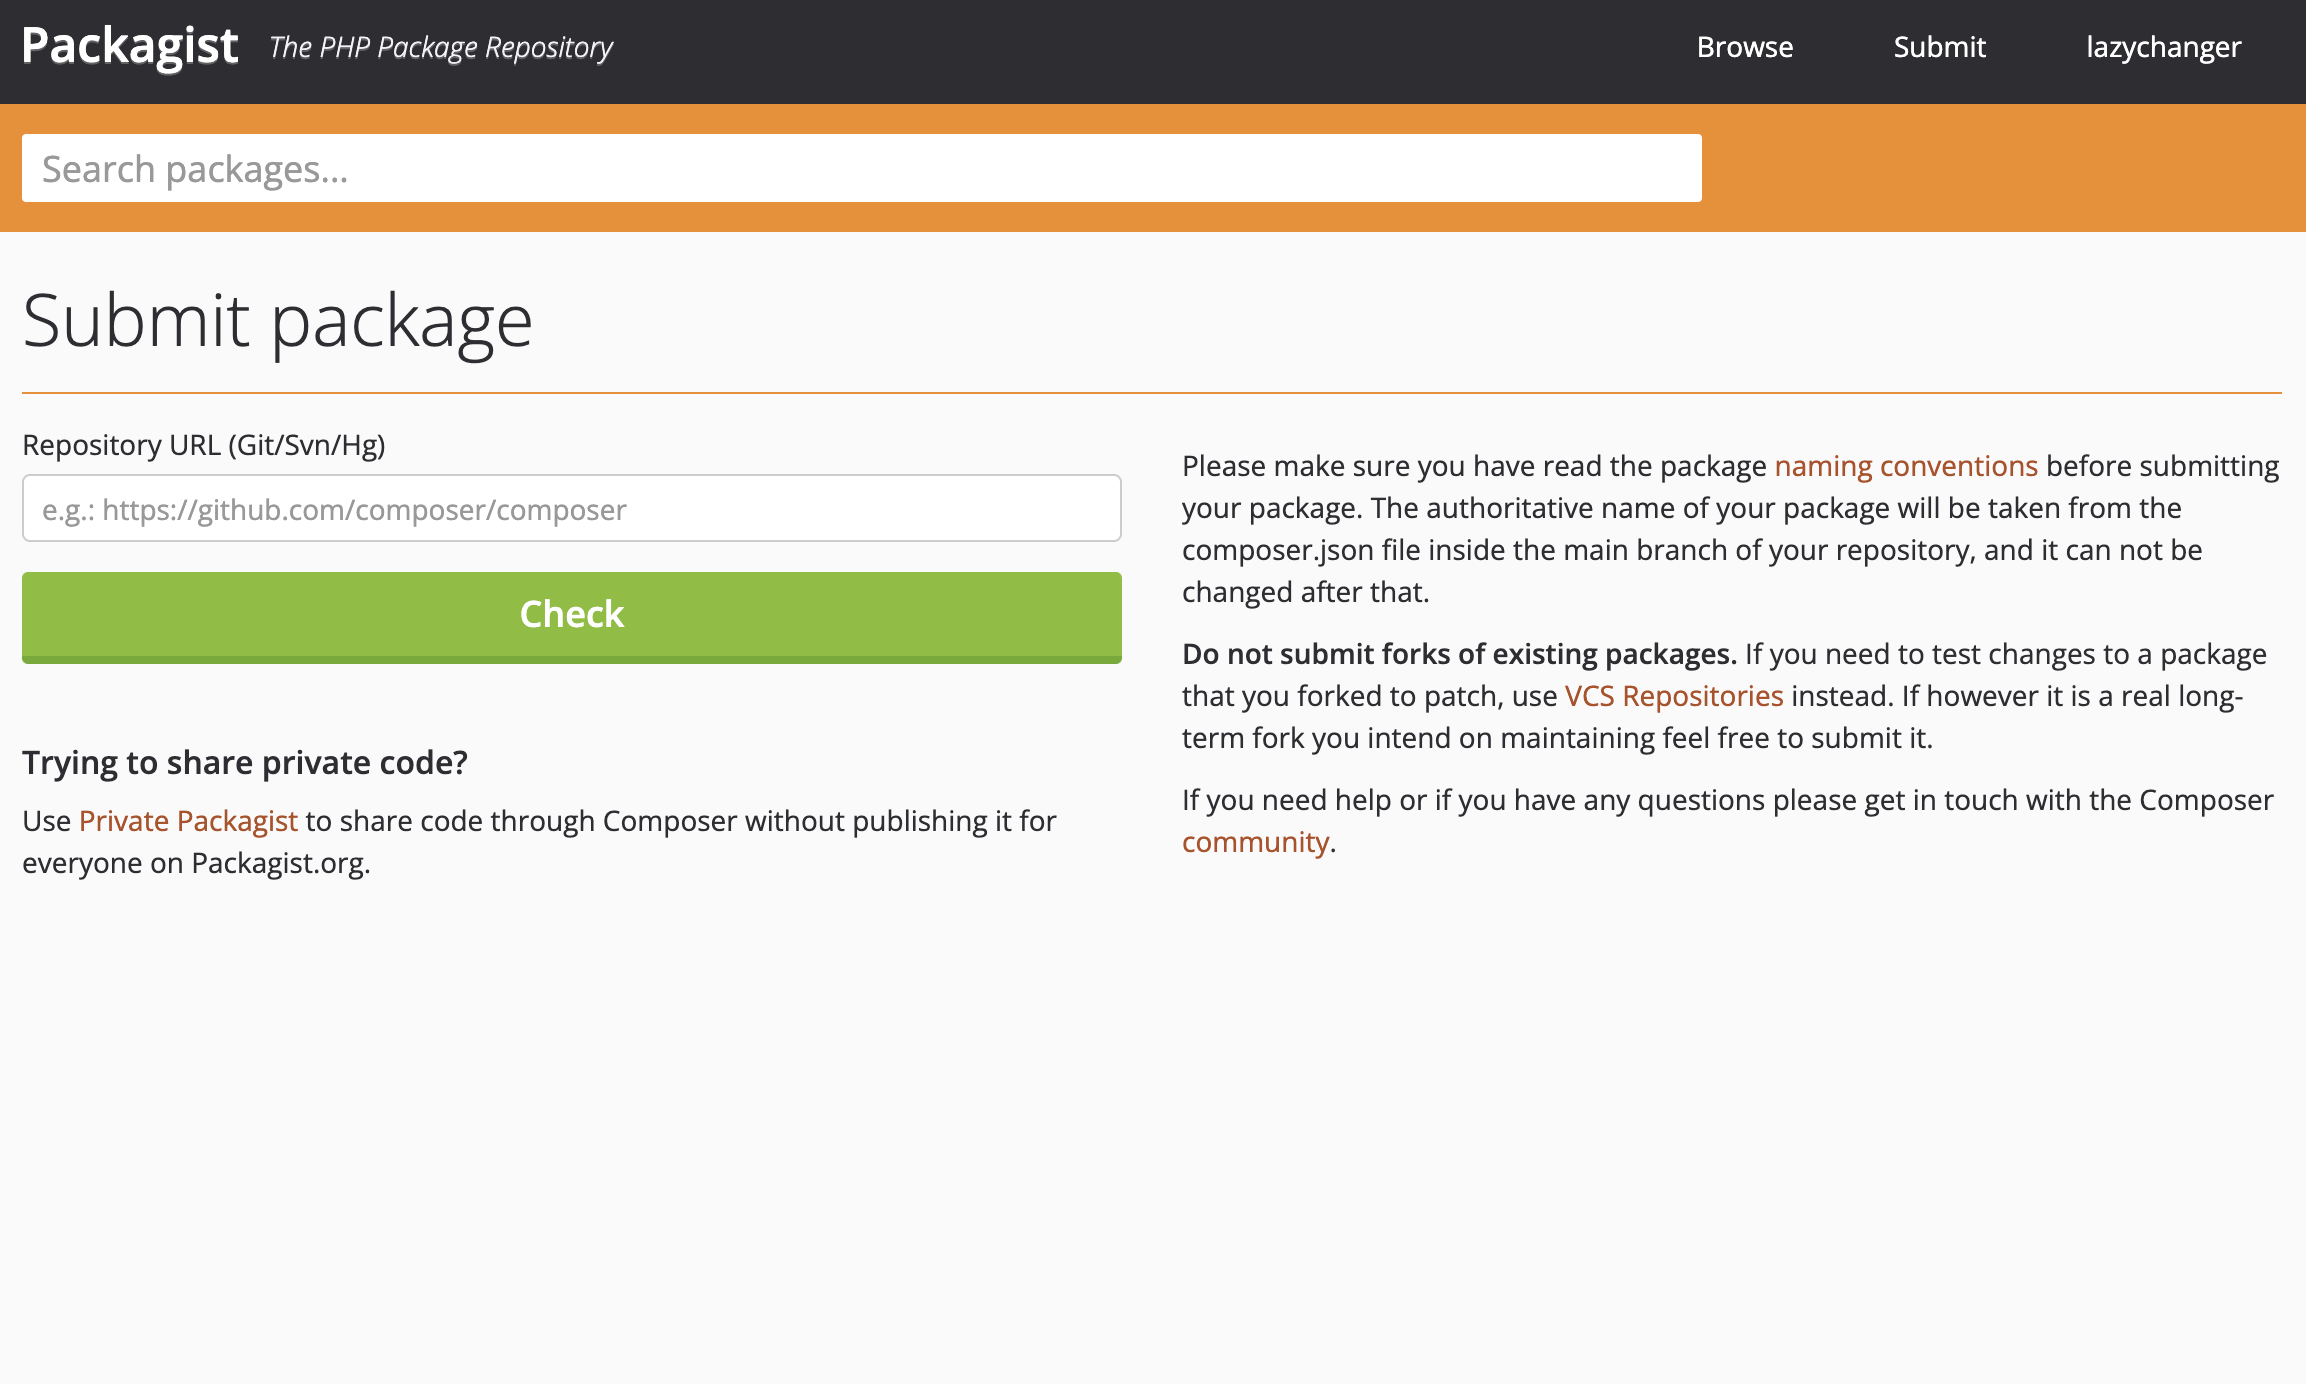 Packagist The PHP Package Repository
Browse Submit lazychanger
Search packages...
Submit package
Repository URL (Git/Svn/Hg)
e.g.: https://github.com/composer/composer
Check
Trying to share private code?
Use Private Packagist to share code through Composer without publishing it for
everyone on Packagist.org.
Please make sure you have read the package naming conventions before submitting
your package. The authoritative name of your package will be taken from the
composer.json file inside the main branch of your repository, and it can not be
changed after that.
Do not submit forks of existing packages. If you need to test changes to a package
that you forked to patch, use VCS Repositories instead. If however it is a real long-
term fork you intend on maintaining feel free to submit it.
If you need help or if you have any questions please get in touch with the Composer
community.